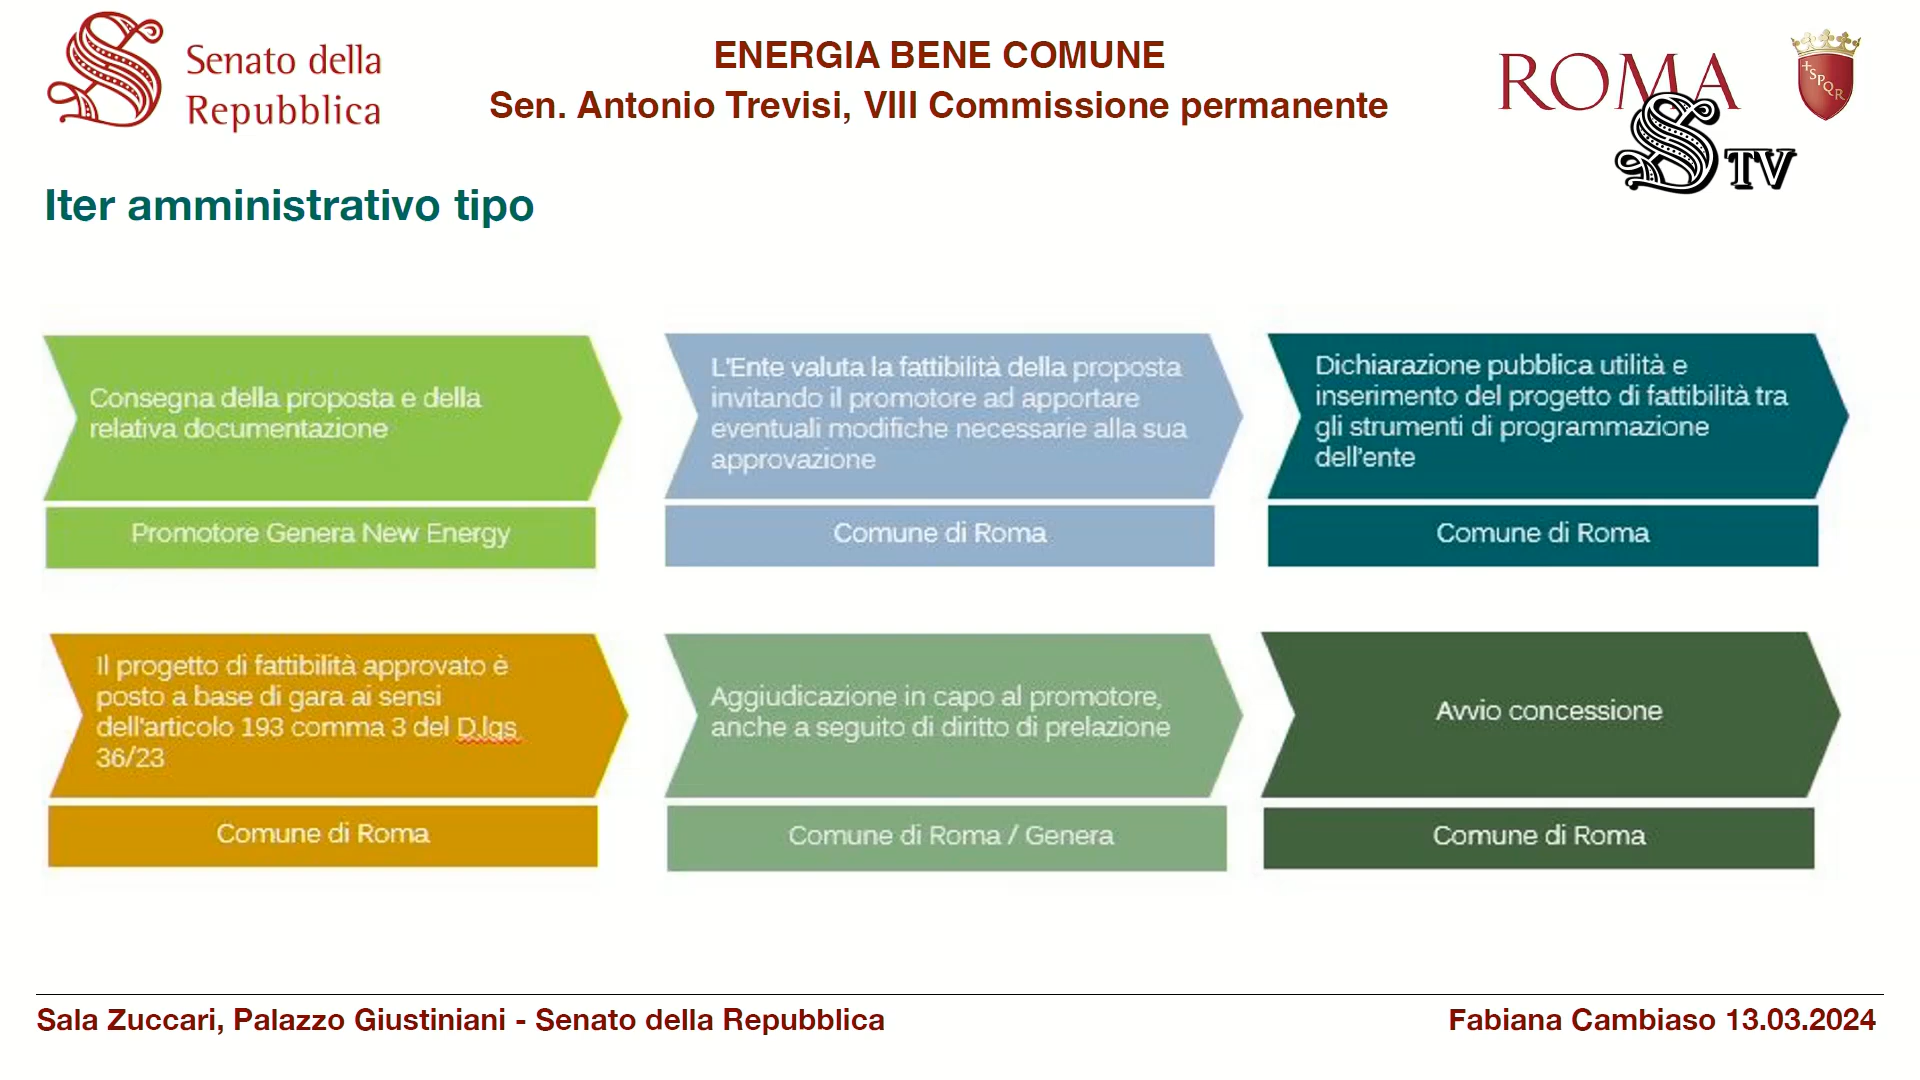 Senato della
Repubblica
ENERGIA BENE COMUNE
Sen. Antonio Trevisi, VIII Commissione permanente
ROMA
SPQR
S TV
Iter amministrativo tipo
Consegna della proposta e della
relativa documentazione
Promotore Genera New Energy
L'Ente valuta la fattibilità della proposta
invitando il promotore ad apportare
eventuali modifiche necessarie alla sua
approvazione
Comune di Roma
Dichiarazione pubblica utilità e
inserimento del progetto di fattibilità tra
gli strumenti di programmazione
dell'ente
Comune di Roma
Il progetto di fattibilità approvato è
posto a base di gara ai sensi
dell'articolo 193 comma 3 del D.lgs
36/23
Comune di Roma
Aggiudicazione in capo al promotore,
anche a seguito di diritto di prelazione
Comune di Roma / Genera
Avvio concessione
Comune di Roma
Sala Zuccari, Palazzo Giustiniani - Senato della Repubblica
Fabiana Cambiaso 13.03.2024